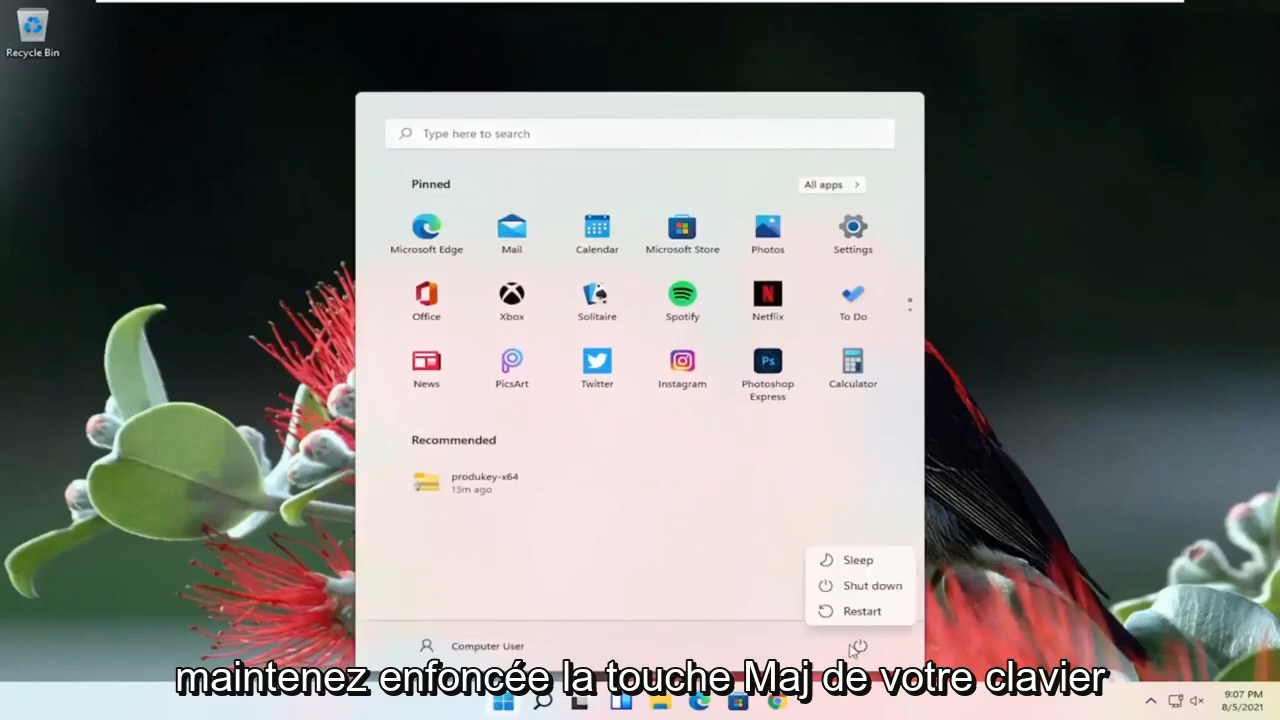 Recycle Bin
Type here to search
Pinned
All apps
Microsoft Edge
Mail
Calendar
Microsoft Store
Photos
Settings
Office
Xbox
Solitaire
Spotify
Netflix
To Do
News
PicsArt
Twitter
Instagram
Ps
Photoshop
Express
Calculator
Recommended
produkey-x64
13m ago
Sleep
Shut down
Restart
Computer User
maintenez enfoncée la touche Maj de votre clavier
9:07 PM
8/5/2021